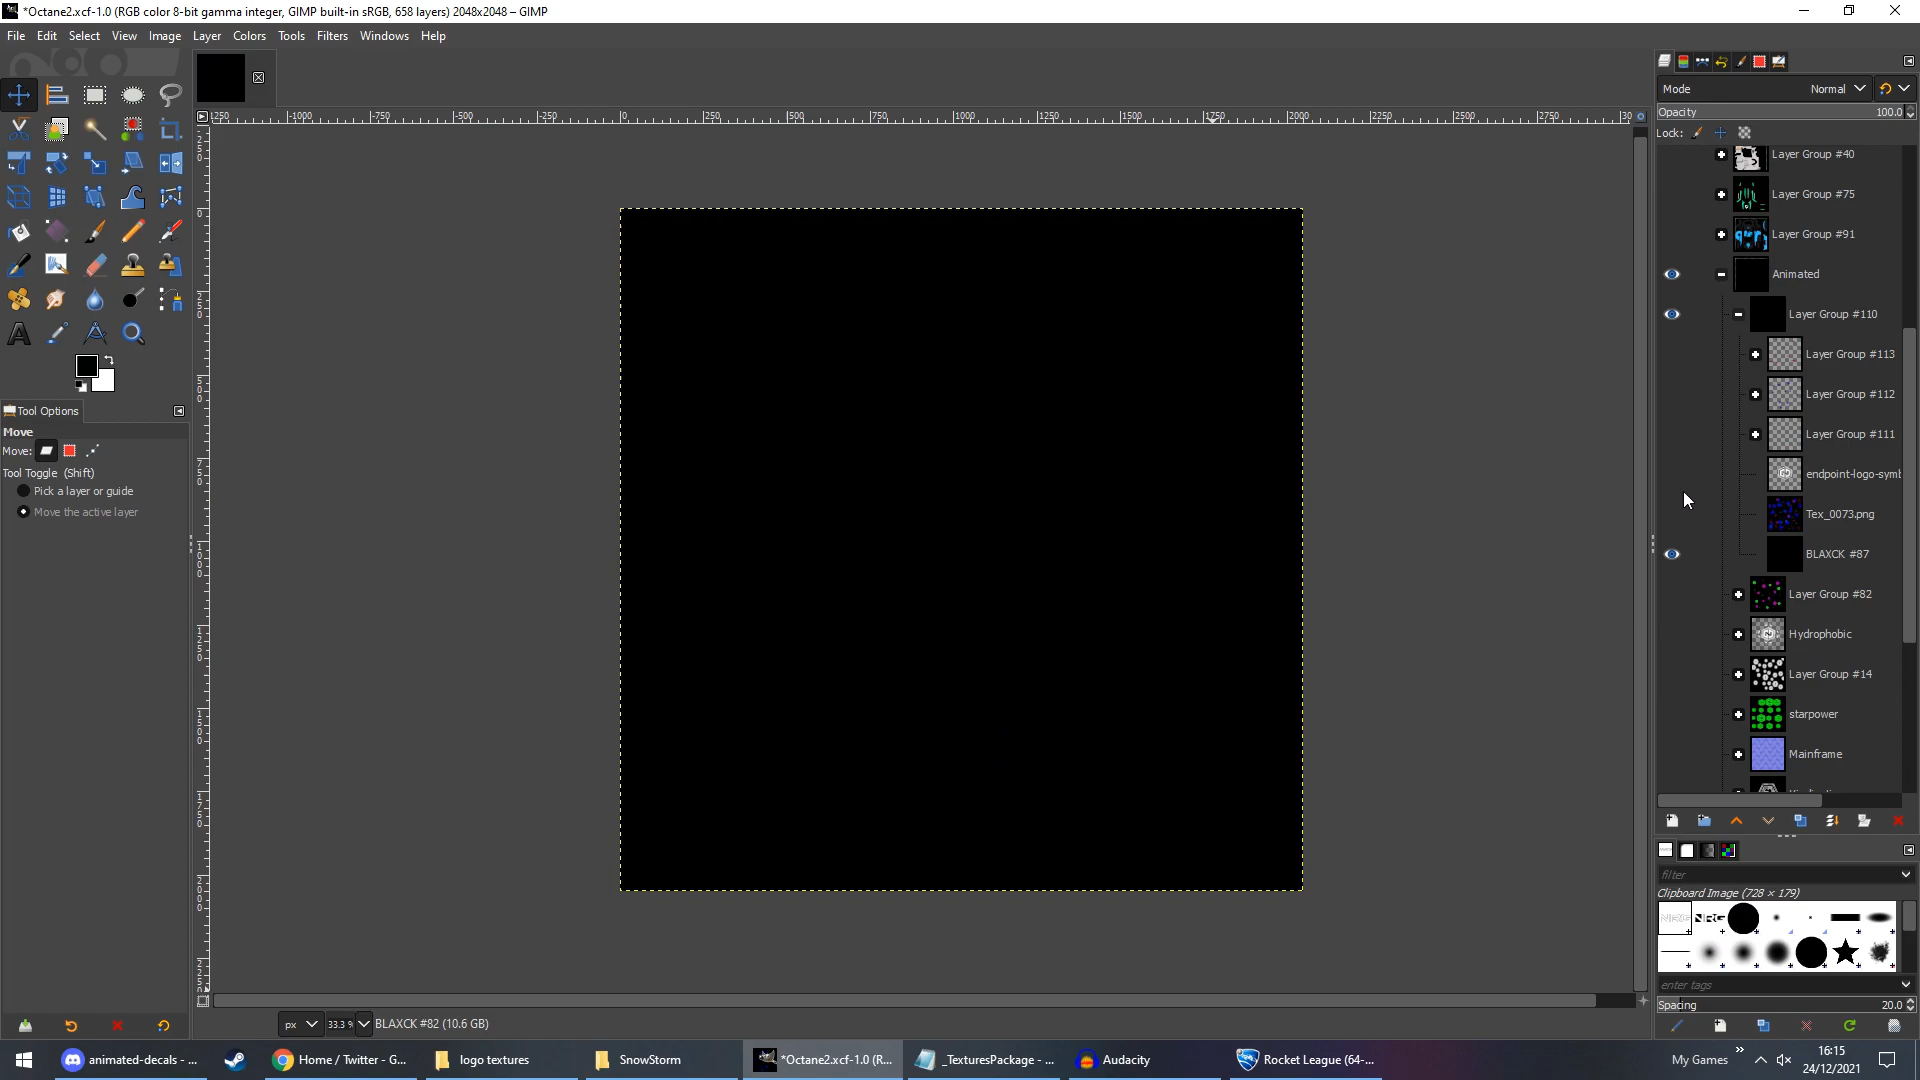 *Octane2.xcf-1.0 (RGB color 8-bit gamma integer, GIMP built-in sRGB, 658 layers) 2048x2048 – GIMP
File Edit Select View Image Layer Colors Tools Filters Windows Help
Mode Normal
Opacity 100.0
Lock:
Layer Group #40
Layer Group #75
Layer Group #91
Animated
Layer Group #110
Layer Group #113
Layer Group #112
Layer Group #111
endpoint-logo-symb
Tex_0073.png
BLAXCK #87
Layer Group #82
Hydrophobic
Layer Group #14
starpower
Mainframe
Tool Options
Move
Move:
Tool Toggle (Shift)
Pick a layer or guide
Move the active layer
filter
Clipboard Image (728 × 179)
enter tags
Spacing 20.0
px 33.3 % BLAXCK #82 (10.6 GB)
animated-decals - ...
Home / Twitter - G...
logo textures
SnowStorm
*Octane2.xcf-1.0 (R...
_TexturesPackage - ...
Audacity
Rocket League (64-...
My Games
16:15
24/12/2021